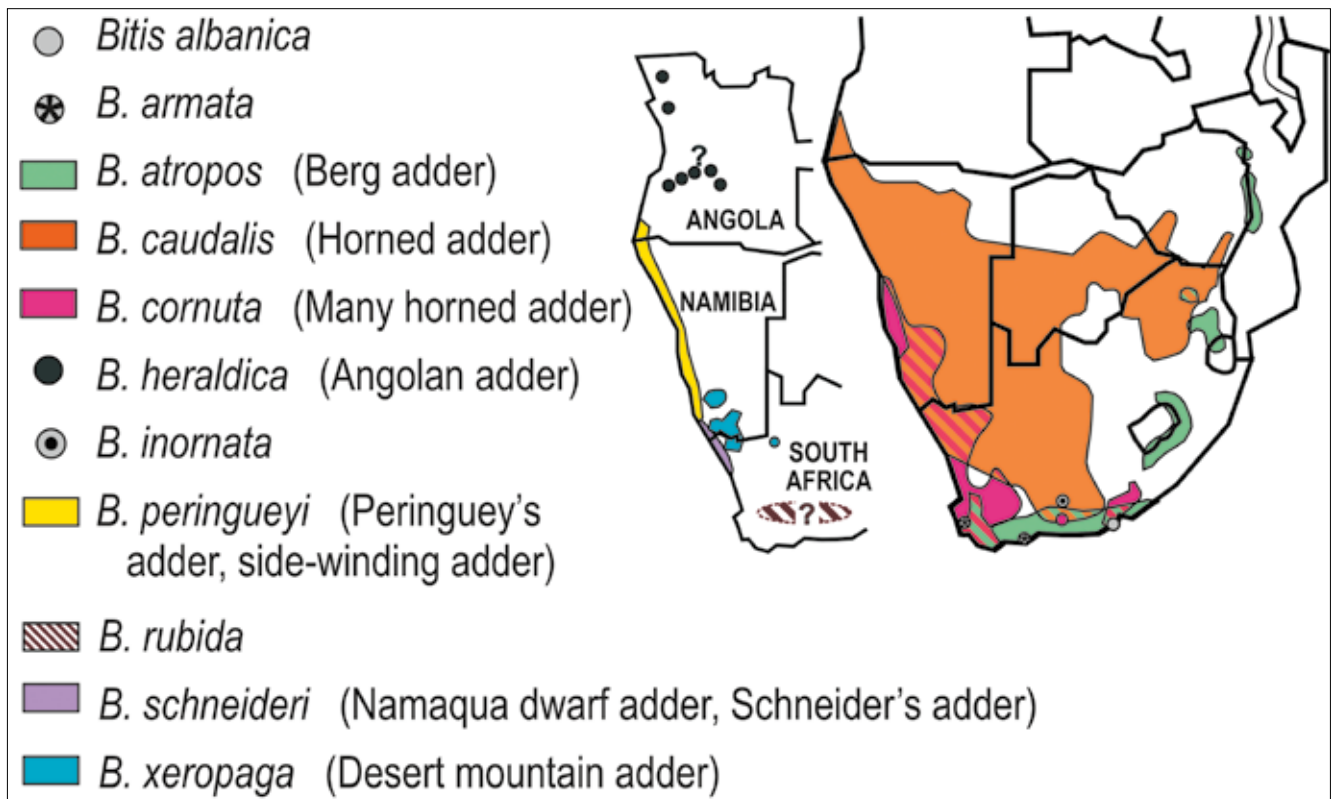 Bitis albanica
B. armata
B. atropos (Berg adder)
B. caudalis (Horned adder)
B. cornuta (Many horned adder)
B. heraldica (Angolan adder)
B. inornata
B. peringueyi (Peringuey's
adder, side-winding adder)
B. rubida
B. schneideri (Namaqua dwarf adder, Schneider's adder)
B. xeropaga (Desert mountain adder)
?
ANGOLA
NAMIBIA
SOUTH
AFRICA
?